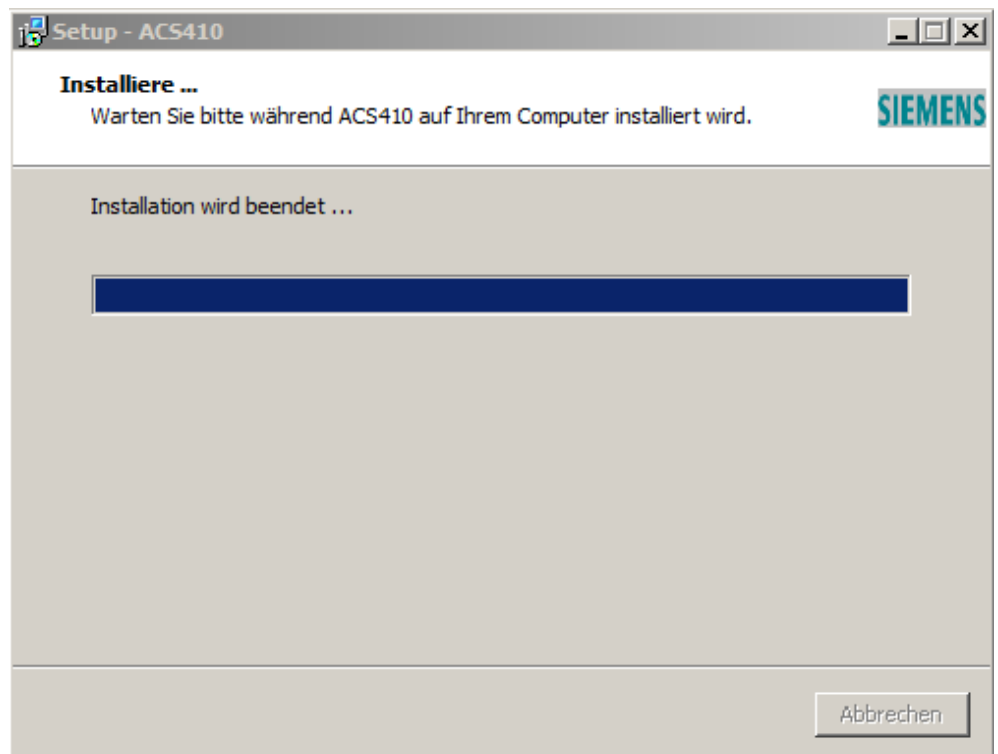 Setup - ACS410
Installiere ...
Warten Sie bitte während ACS410 auf Ihrem Computer installiert wird.
SIEMENS
Installation wird beendet ...
Abbrechen